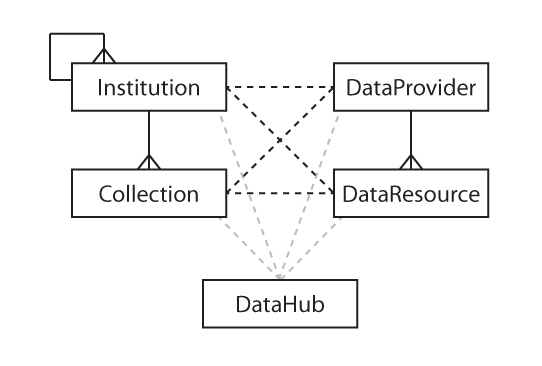 Institution
DataProvider
Collection
DataResource
DataHub